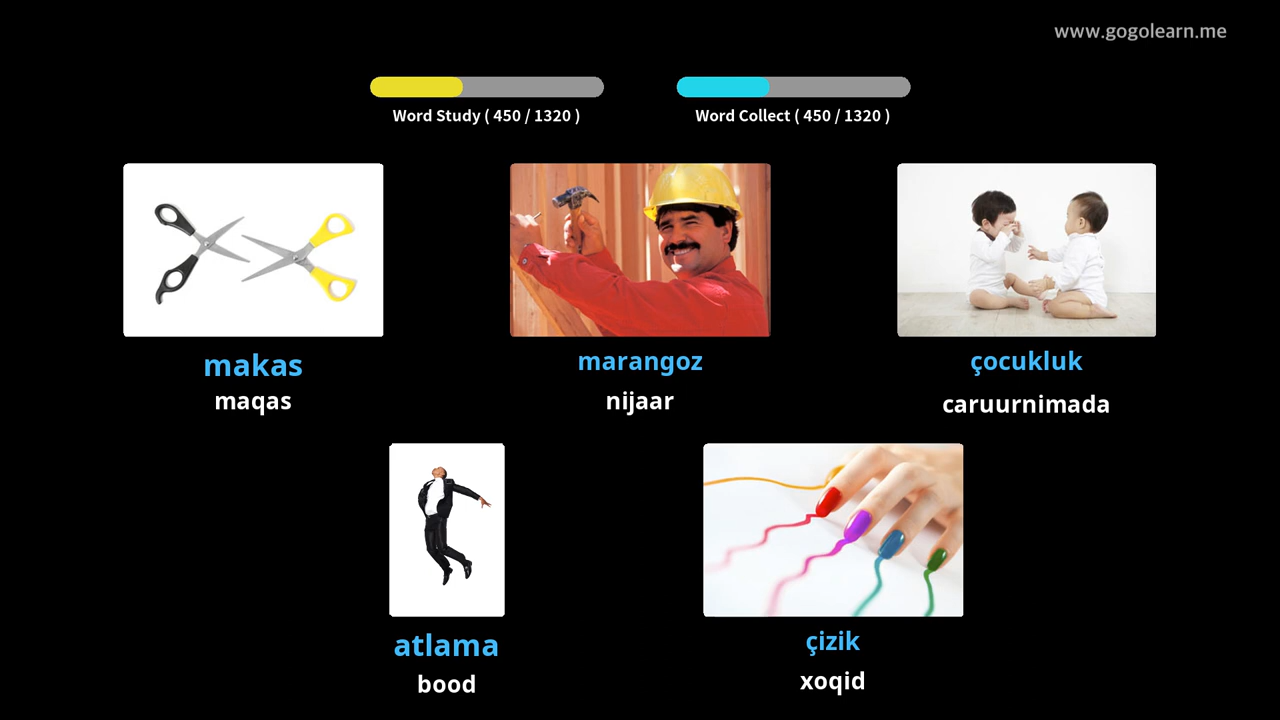 www.gogolearn.me
Word Study ( 450 / 1320 )
Word Collect ( 450 / 1320 )
makas
maqas
marangoz
nijaar
çocukluk
caruurnimada
atlama
bood
çizik
xoqid